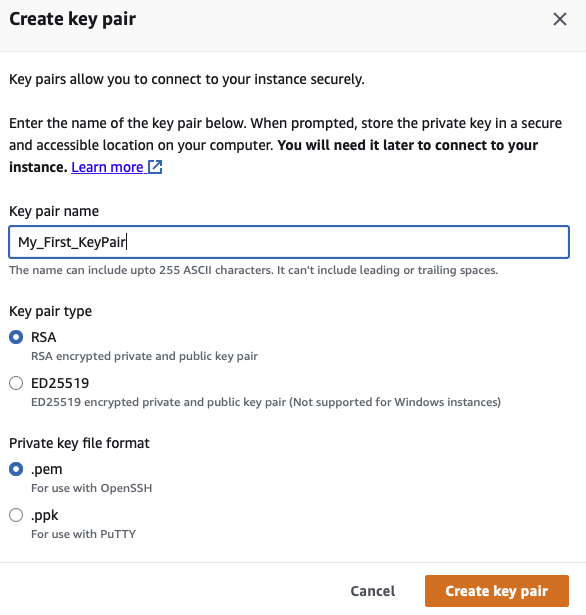 Create key pair
Key pairs allow you to connect to your instance securely.
Enter the name of the key pair below. When prompted, store the private key in a secure
and accessible location on your computer. You will need it later to connect to your
instance. Learn more
Key pair name
My_First_KeyPair
The name can include upto 255 ASCII characters. It can't include leading or trailing spaces.
Key pair type
RSA
RSA encrypted private and public key pair
ED25519
ED25519 encrypted private and public key pair (Not supported for Windows instances)
Private key file format
.pem
For use with OpenSSH
.ppk
For use with PuTTY
Cancel
Create key pair